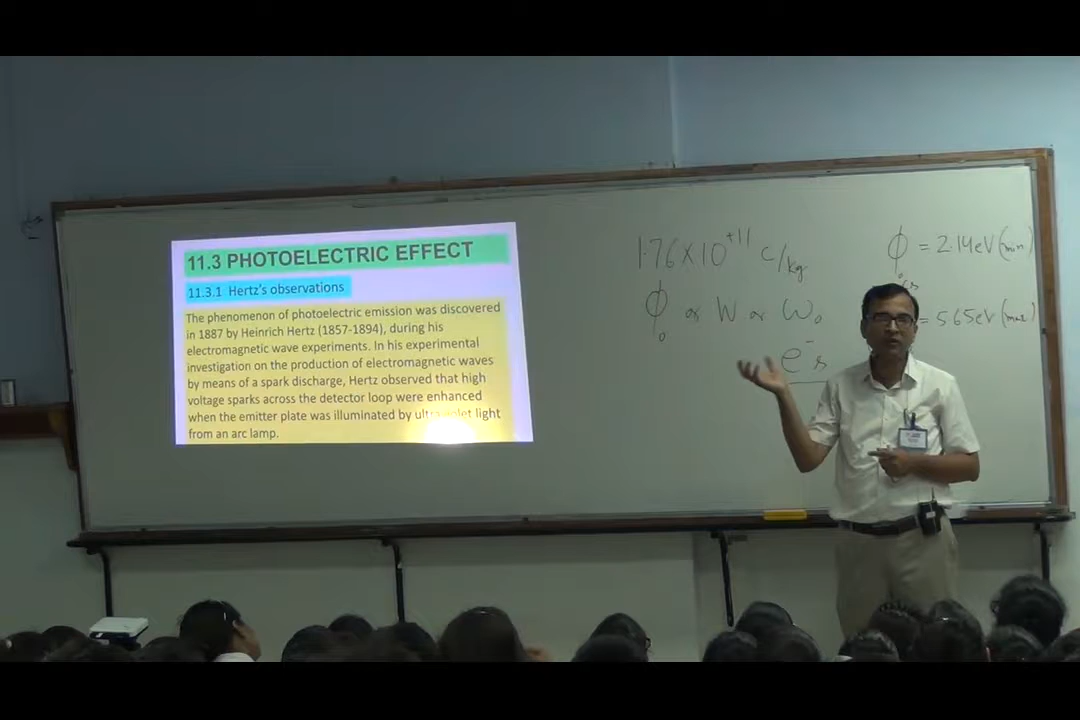 11.3 PHOTOELECTRIC EFFECT
11.3.1 Hertz's observations
The phenomenon of photoelectric emission was discovered
in 1887 by Heinrich Hertz (1857-1894), during his
electromagnetic wave experiments. In his experimental
investigation on the production of electromagnetic waves
by means of a spark discharge, Hertz observed that high
voltage sparks across the detector loop were enhanced
when the emitter plate was illuminated by ultraviolet light
from an arc lamp.
1.76×10⁺¹¹ C/kg
ϕ₀ or W or ω₀
e⁻s
ϕ₀ = 2.14eV (min)
Cs
= 5.65eV (max)